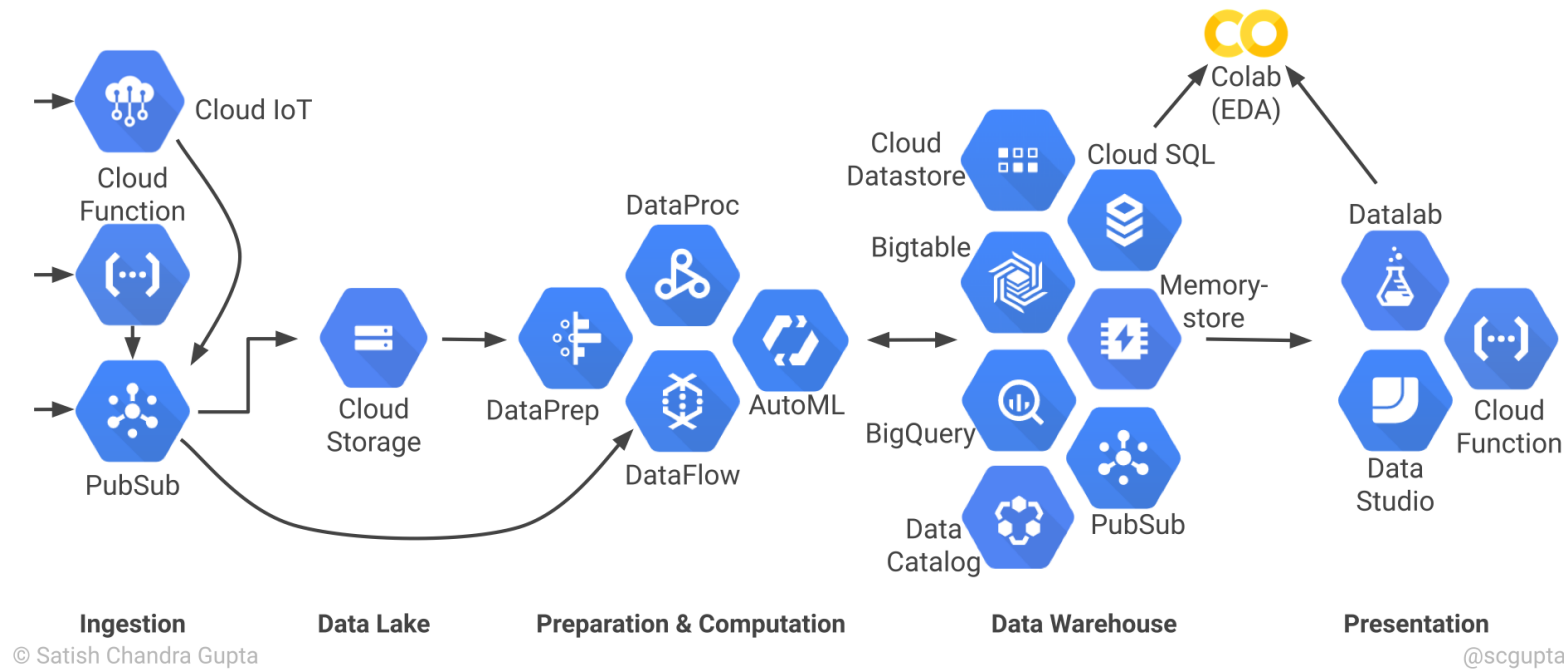 Colab
(EDA)
Cloud IoT
Cloud
Function
PubSub
Cloud
Storage
DataProc
DataPrep
AutoML
DataFlow
Cloud
Datastore
Cloud SQL
Bigtable
Memory-
store
BigQuery
PubSub
Data
Catalog
Datalab
Cloud
Function
Data
Studio
Ingestion
Data Lake
Preparation & Computation
Data Warehouse
Presentation
© Satish Chandra Gupta
@scgupta